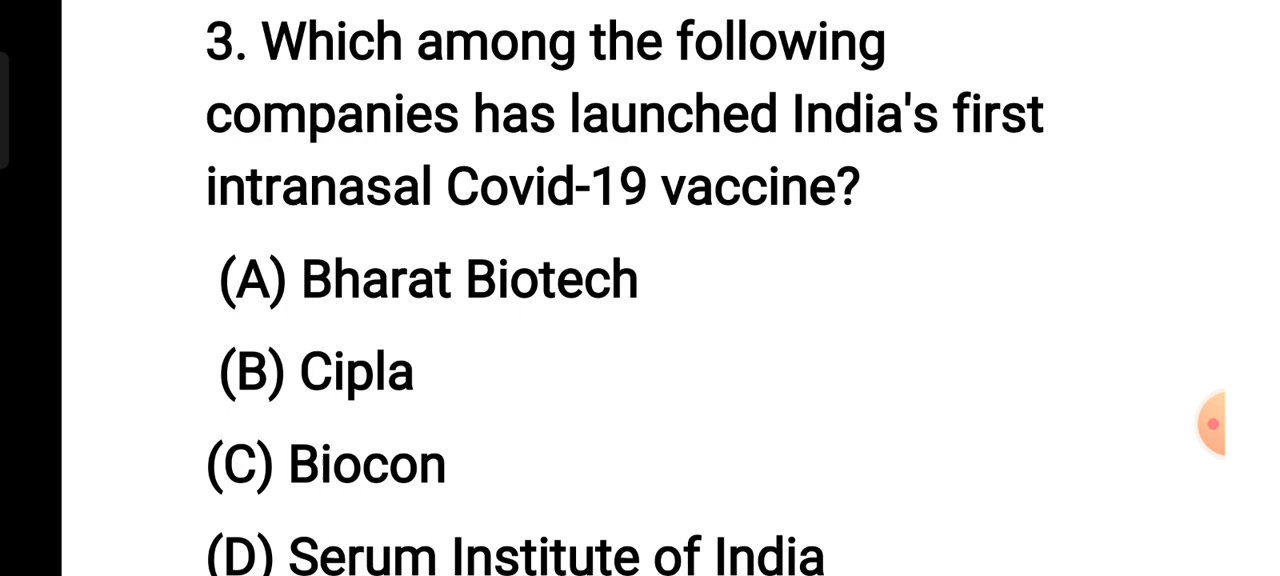 3. Which among the following
companies has launched India's first
intranasal Covid-19 vaccine?
(A) Bharat Biotech
(B) Cipla
(C) Biocon
(D) Serum Institute of India